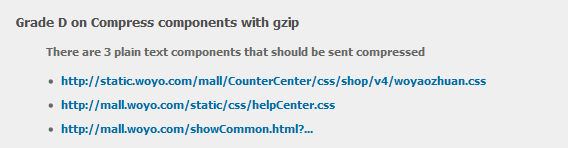 Grade D on Compress components with gzip
There are 3 plain text components that should be sent compressed
• http://static.woyo.com/mall/CounterCenter/css/shop/v4/woyaozhuan.css
• http://mall.woyo.com/static/css/helpCenter.css
• http://mall.woyo.com/showCommon.html?...